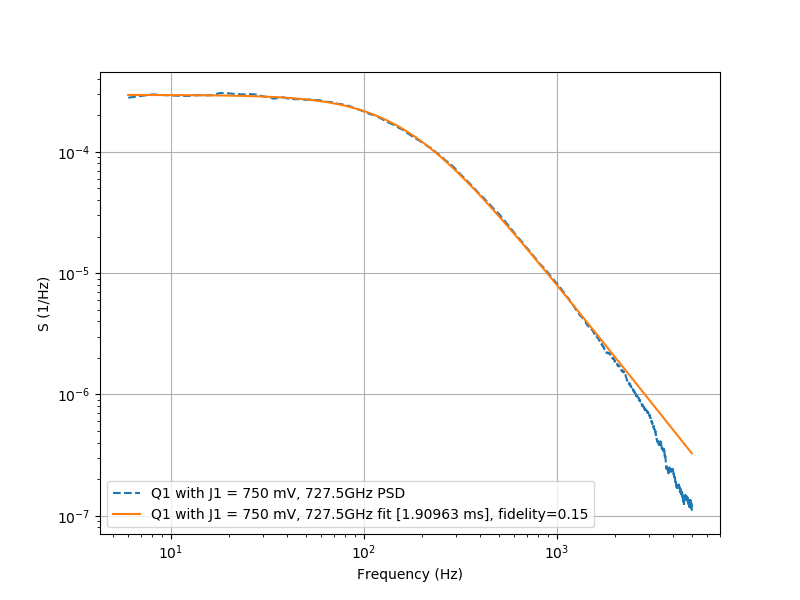 10⁻⁴
10⁻⁵
10⁻⁶
10⁻⁷
S (1/Hz)
Q1 with J1 = 750 mV, 727.5GHz PSD
Q1 with J1 = 750 mV, 727.5GHz fit [1.90963 ms], fidelity=0.15
10¹ 10² 10³
Frequency (Hz)